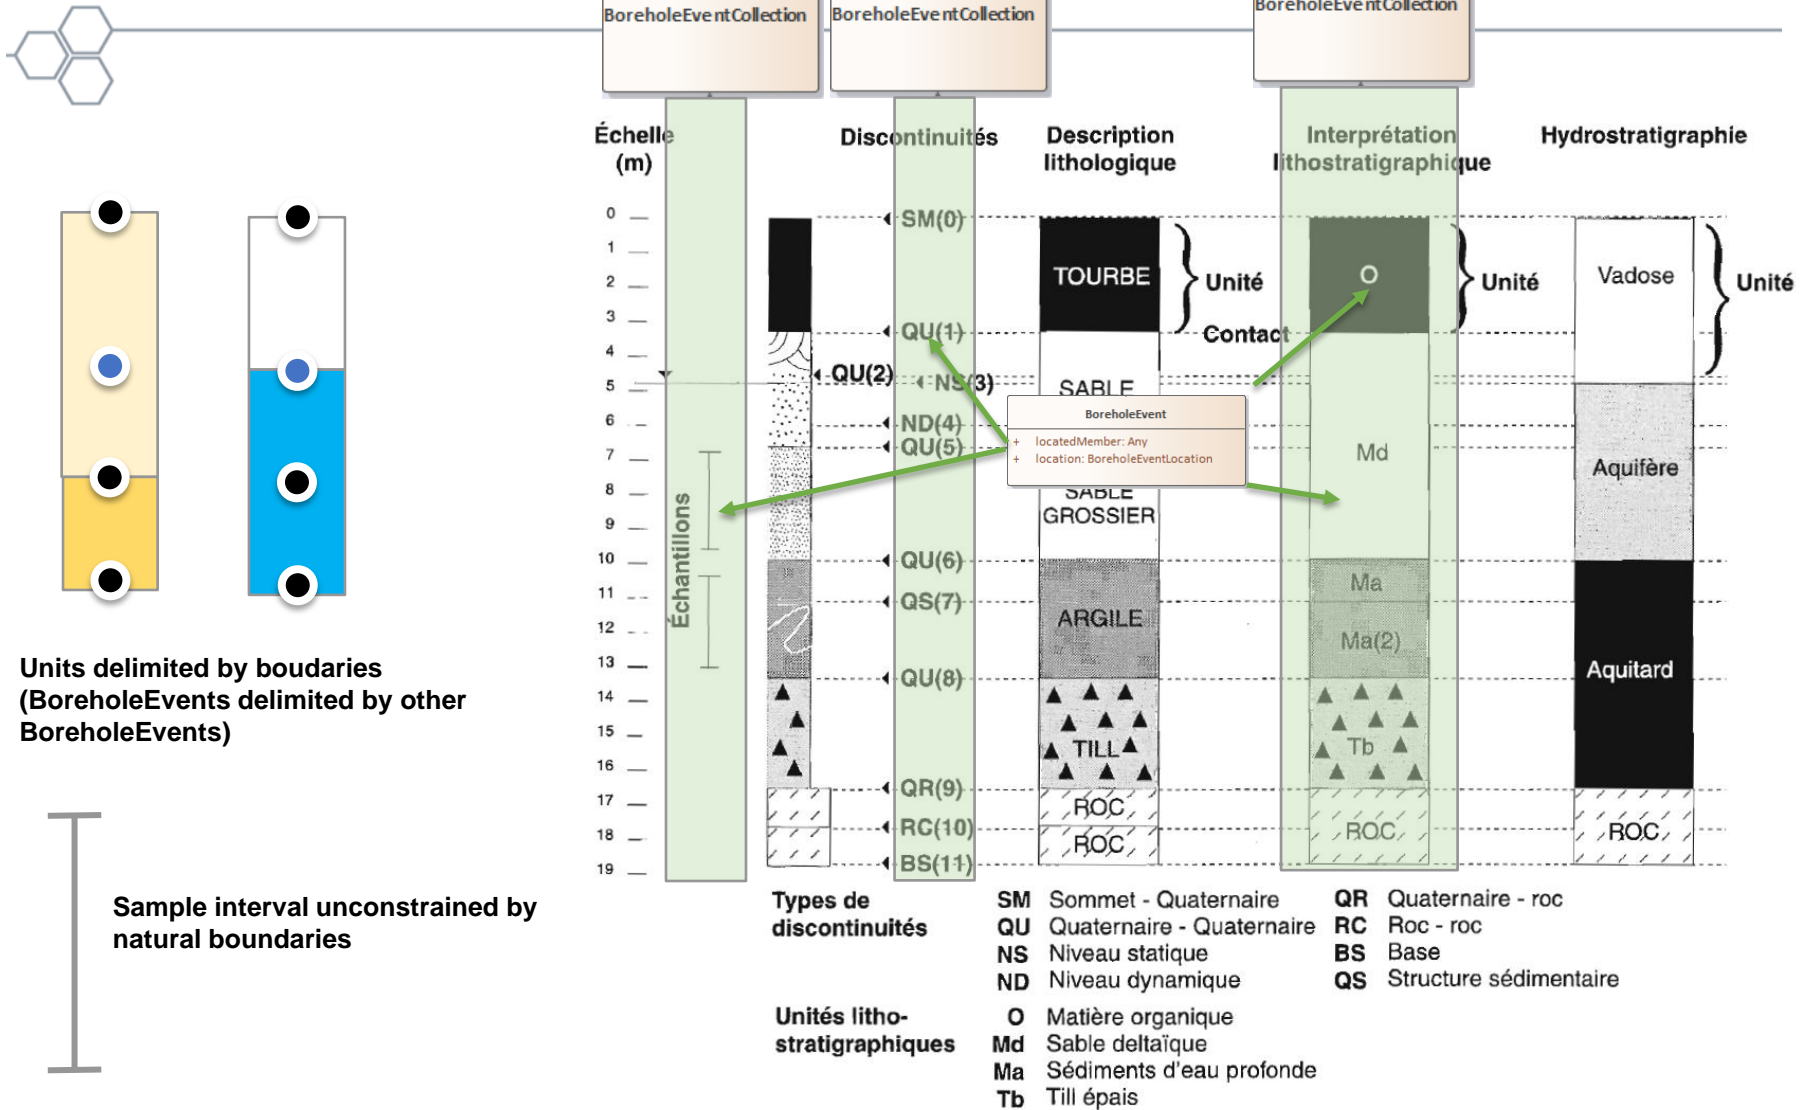 BoreholeEventCollection
BoreholeEventCollection
BoreholeEventCollection
Échelle
(m)
Discontinuités
Description
lithologique
Interprétation
lithostratigraphique
Hydrostratigraphie
0
1
2
3
4
5
6
7
8
9
10
11
12
13
14
15
16
17
18
19
Échantillons
SM(0)
QU(1)
QU(2)
NS(3)
ND(4)
QU(5)
QU(6)
QS(7)
QU(8)
QR(9)
RC(10)
BS(11)
TOURBE
Unité
Contact
SABLE
SABLE
GROSSIER
ARGILE
TILL
ROC
ROC
BoreholeEvent
+ locatedMember: Any
+ location: BoreholeEventLocation
O
Unité
Md
Ma
Ma(2)
Tb
ROC
Vadose
Unité
Aquifère
Aquitard
ROC
Units delimited by boudaries
(BoreholeEvents delimited by other
BoreholeEvents)
Sample interval unconstrained by
natural boundaries
Types de
discontinuités
SM Sommet - Quaternaire
QU Quaternaire - Quaternaire
NS Niveau statique
ND Niveau dynamique
QR Quaternaire - roc
RC Roc - roc
BS Base
QS Structure sédimentaire
Unités litho-
stratigraphiques
O Matière organique
Md Sable deltaïque
Ma Sédiments d'eau profonde
Tb Till épais